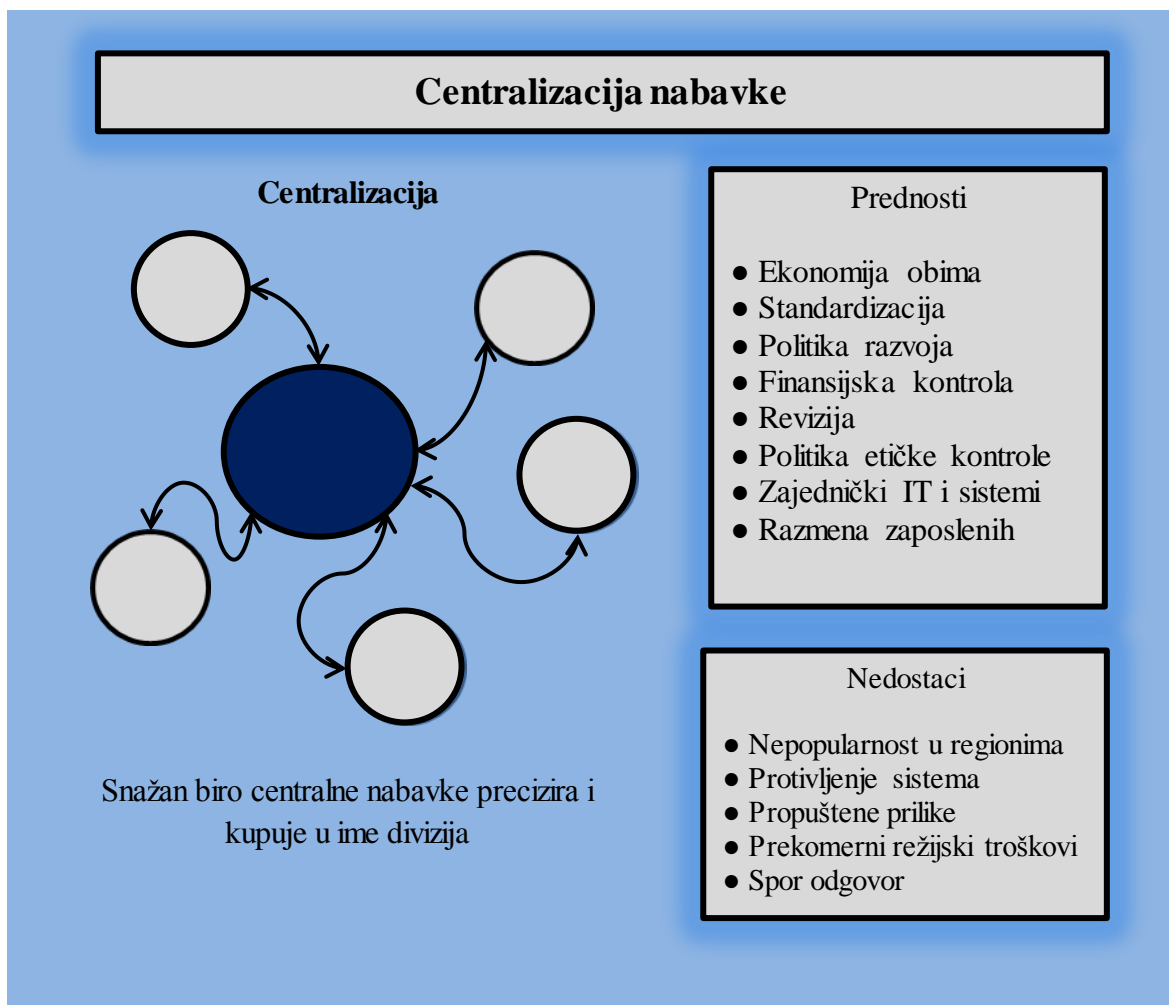 Centralizacija nabavke
Centralizacija
Snažan biro centralne nabavke precizira i
kupuje u ime divizija
Prednosti
● Ekonomija obima
● Standardizacija
● Politika razvoja
● Finansijska kontrola
● Revizija
● Politika etičke kontrole
● Zajednički IT i sistemi
● Razmena zaposlenih
Nedostaci
● Nepopularnost u regionima
● Protivljenje sistema
● Propuštene prilike
● Prekomerni režijski troškovi
● Spor odgovor